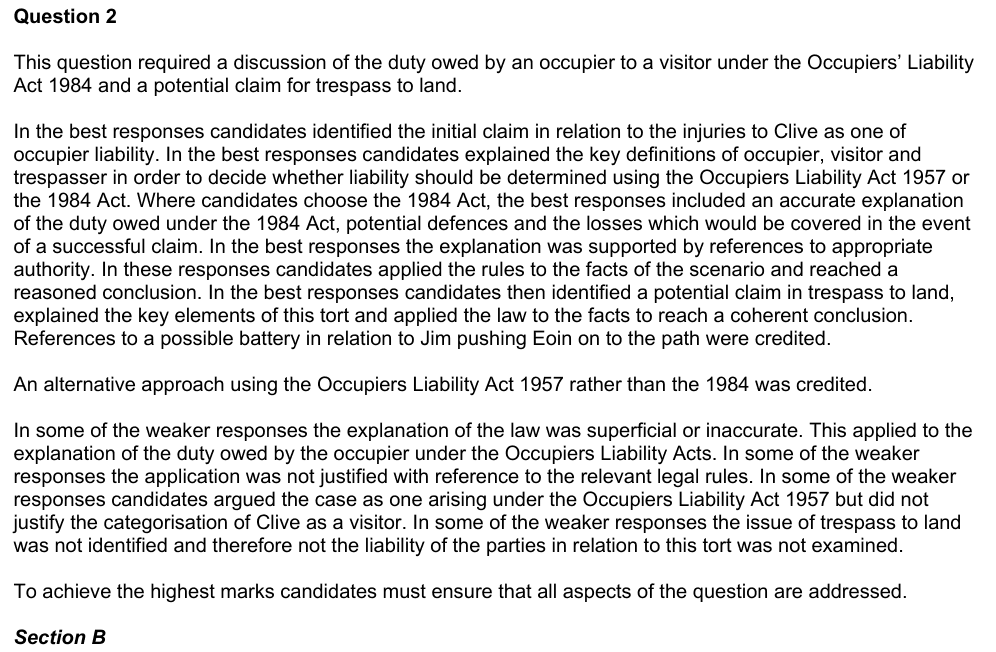 Question 2
This question required a discussion of the duty owed by an occupier to a visitor under the Occupiers’ Liability
Act 1984 and a potential claim for trespass to land.
In the best responses candidates identified the initial claim in relation to the injuries to Clive as one of
occupier liability. In the best responses candidates explained the key definitions of occupier, visitor and
trespasser in order to decide whether liability should be determined using the Occupiers Liability Act 1957 or
the 1984 Act. Where candidates choose the 1984 Act, the best responses included an accurate explanation
of the duty owed under the 1984 Act, potential defences and the losses which would be covered in the event
of a successful claim. In the best responses the explanation was supported by references to appropriate
authority. In these responses candidates applied the rules to the facts of the scenario and reached a
reasoned conclusion. In the best responses candidates then identified a potential claim in trespass to land,
explained the key elements of this tort and applied the law to the facts to reach a coherent conclusion.
References to a possible battery in relation to Jim pushing Eoin on to the path were credited.
An alternative approach using the Occupiers Liability Act 1957 rather than the 1984 was credited.
In some of the weaker responses the explanation of the law was superficial or inaccurate. This applied to the
explanation of the duty owed by the occupier under the Occupiers Liability Acts. In some of the weaker
responses the application was not justified with reference to the relevant legal rules. In some of the weaker
responses candidates argued the case as one arising under the Occupiers Liability Act 1957 but did not
justify the categorisation of Clive as a visitor. In some of the weaker responses the issue of trespass to land
was not identified and therefore not the liability of the parties in relation to this tort was not examined.
To achieve the highest marks candidates must ensure that all aspects of the question are addressed.
Section B